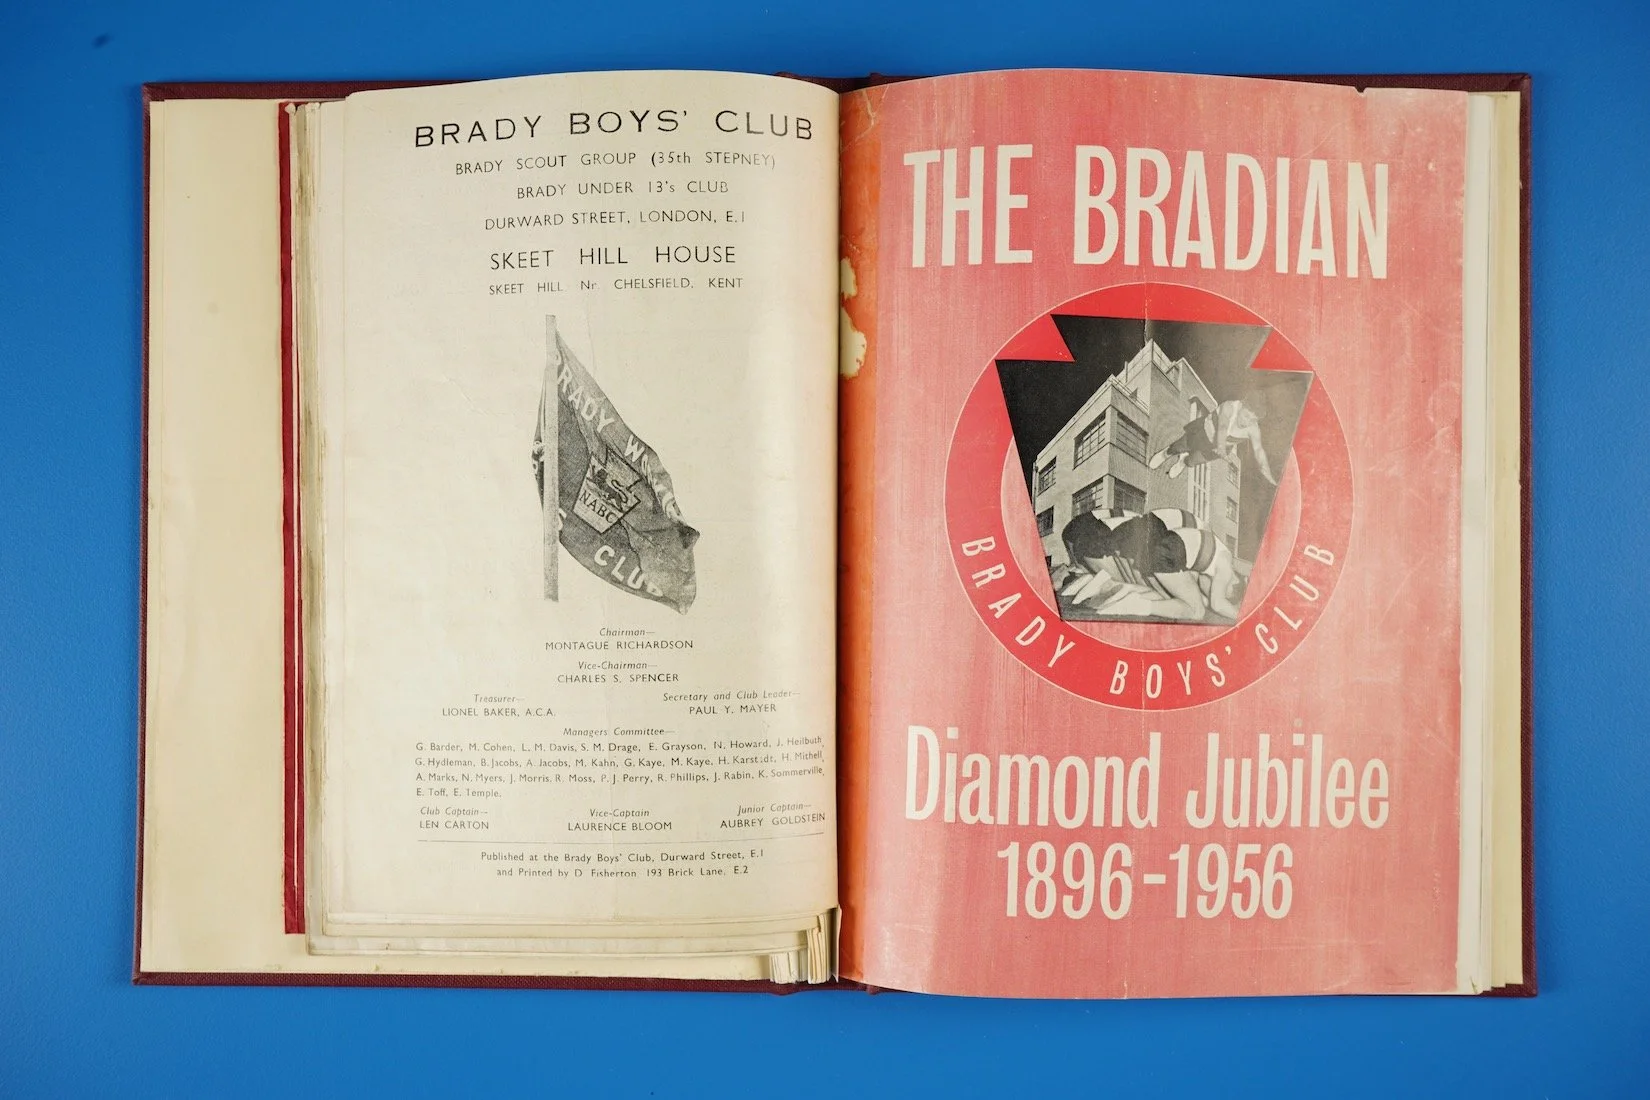 BRADY BOYS' CLUB
BRADY SCOUT GROUP (35th STEPNEY)
BRADY UNDER 13's CLUB
DURWARD STREET, LONDON, E.1
SKEET HILL HOUSE
SKEET HILL Nr. CHELSFIELD, KENT
BRADY
NABC
CLUB
Chairman—
MONTAGUE RICHARDSON
Vice-Chairman—
CHARLES S. SPENCER
Treasurer— Secretary and Club Leader—
LIONEL BAKER, A.C.A. PAUL Y. MAYER
Managers Committee—
G. Barder, M. Cohen, L. M. Davis, S. M. Drage, E. Grayson, N. Howard, J. Heilbuth,
G. Hydleman, B. Jacobs, A. Jacobs, M. Kahn, G. Kaye, M. Kaye, H. Karstadt, H. Mithell,
A. Marks, N. Myers, J. Morris. R. Moss, P. J. Perry, R. Phillips, J. Rabin, K. Sommerville,
E. Toff, E. Temple.
Club Captain— Vice-Captain Junior Captain—
LEN CARTON LAURENCE BLOOM AUBREY GOLDSTEIN
Published at the Brady Boys' Club, Durward Street, E.1
and Printed by D. Fisherton, 193 Brick Lane, E.2
THE BRADIAN
BRADY BOYS' CLUB
Diamond Jubilee
1896-1956